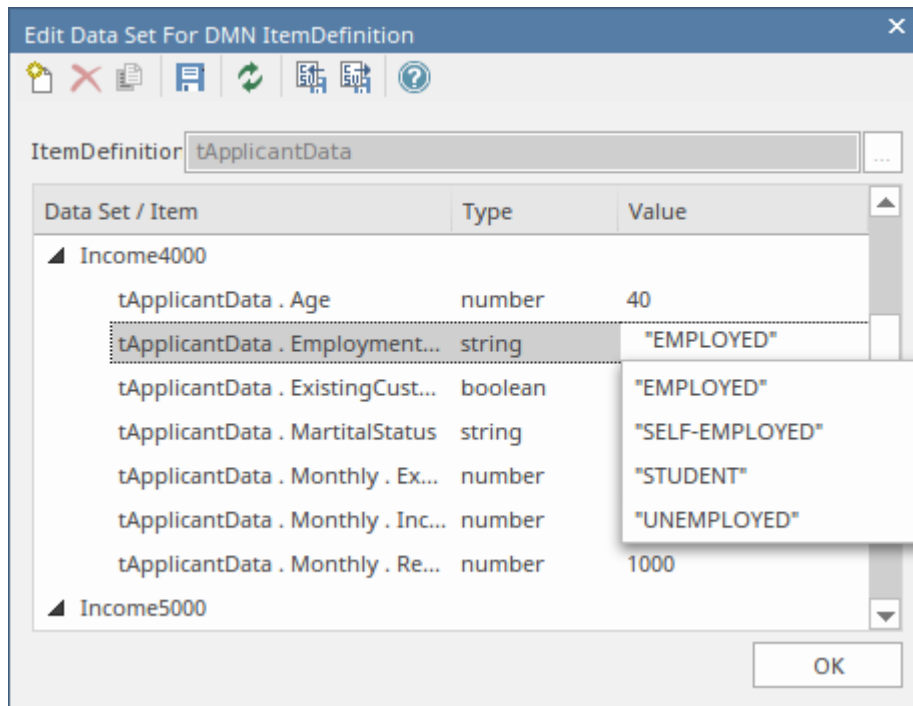 Edit Data Set For DMN ItemDefinition
ItemDefinition tApplicantData ...
Data Set / Item Type Value
Income4000
tApplicantData . Age number 40
tApplicantData . Employment... string "EMPLOYED"
tApplicantData . ExistingCust... boolean "EMPLOYED"
tApplicantData . MartitalStatus string "SELF-EMPLOYED"
tApplicantData . Monthly . Ex... number "STUDENT"
tApplicantData . Monthly . Inc... number "UNEMPLOYED"
tApplicantData . Monthly . Re... number 1000
Income5000
OK